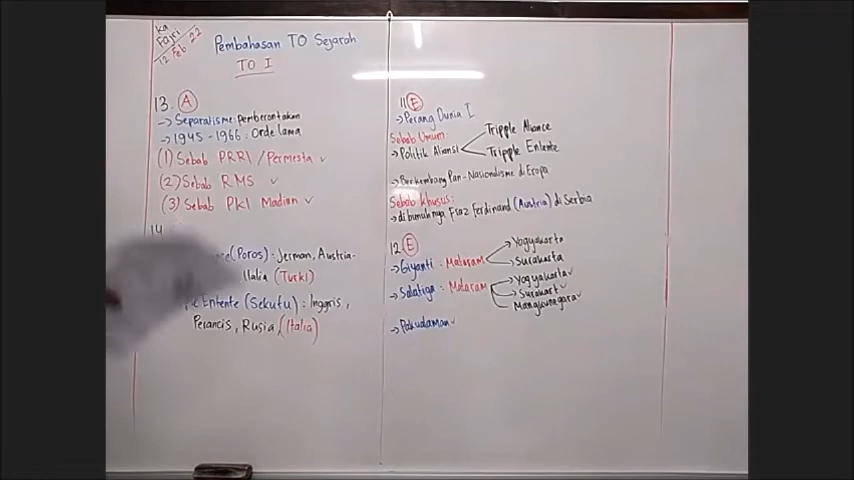 Ka
Fajri
12 Feb 22
Pembahasan TO Sejarah
TO I
13. A
-> Separatisme: pemberontakan
-> 1945 - 1966 : Orde lama
(1) Sebab PRRI / Permesta ✓
(2) Sebab RMS ✓
(3) Sebab PKI Madiun ✓
14
(Poros) : Jerman, Austria-
Italia (Turki)
Entente (Sekutu) : Inggris,
Perancis, Rusia (Italia)
11 E
-> Perang Dunia I
Sebab Umum:
-> Politik Aliansi
Tripple Aliance
Tripple Entente
-> Berkembang Pan-Nasionalisme di Eropa
Sebab khusus:
-> dibunuhnya Fraz Ferdinand (Austria) di Serbia
12. E
-> Giyanti : Mataram
Yogyakarta
Surakarta
-> Salatiga : Mataram
Yogyakarta ✓
Surakart ✓
Mangkunegara ✓
-> Pakualaman ✓